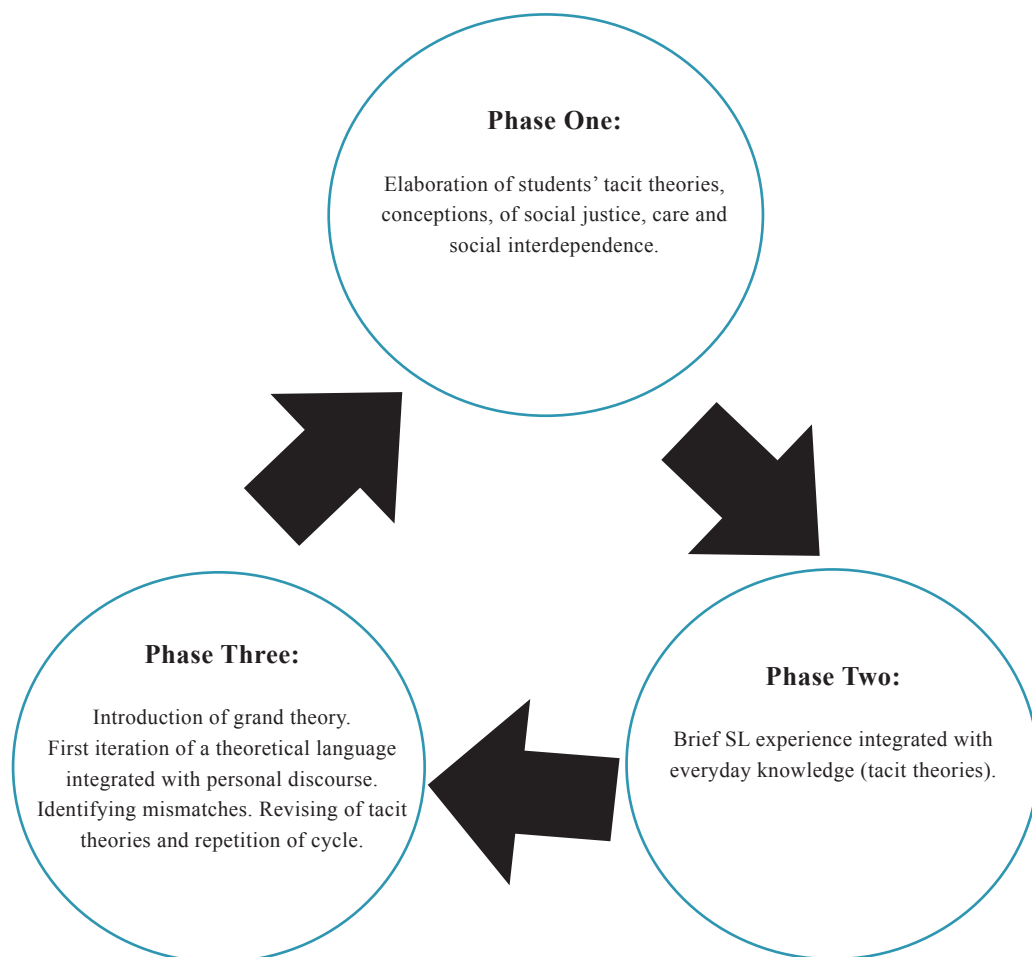 Phase One:
Elaboration of students’ tacit theories,
conceptions, of social justice, care and
social interdependence.
Phase Two:
Brief SL experience integrated with
everyday knowledge (tacit theories).
Phase Three:
Introduction of grand theory.
First iteration of a theoretical language
integrated with personal discourse.
Identifying mismatches. Revising of tacit
theories and repetition of cycle.